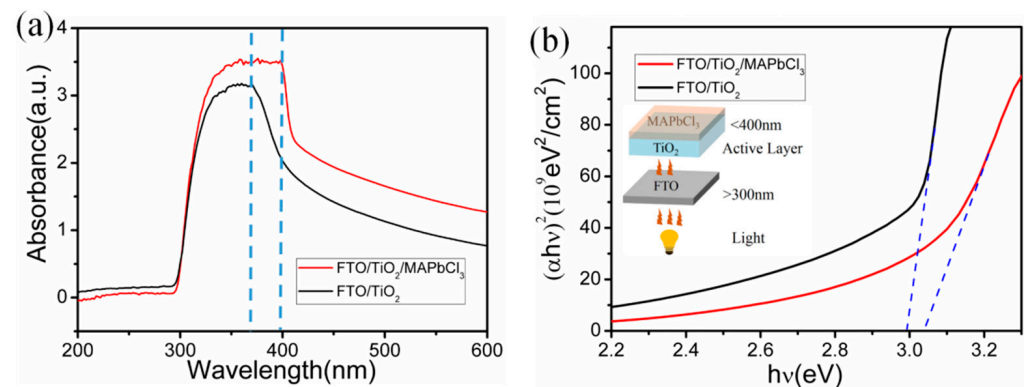 (a)
Absorbance(a.u.)
4
3
2
1
0
200
300
400
500
600
Wavelength(nm)
FTO/TiO₂/MAPbCl₃
FTO/TiO₂
(b)
(αhν)²(10⁹eV²/cm²)
100
80
60
40
20
0
2.2
2.4
2.6
2.8
3.0
3.2
hν(eV)
FTO/TiO₂/MAPbCl₃
FTO/TiO₂
MAPbCl₃
<400nm
TiO₂
Active Layer
FTO
>300nm
Light